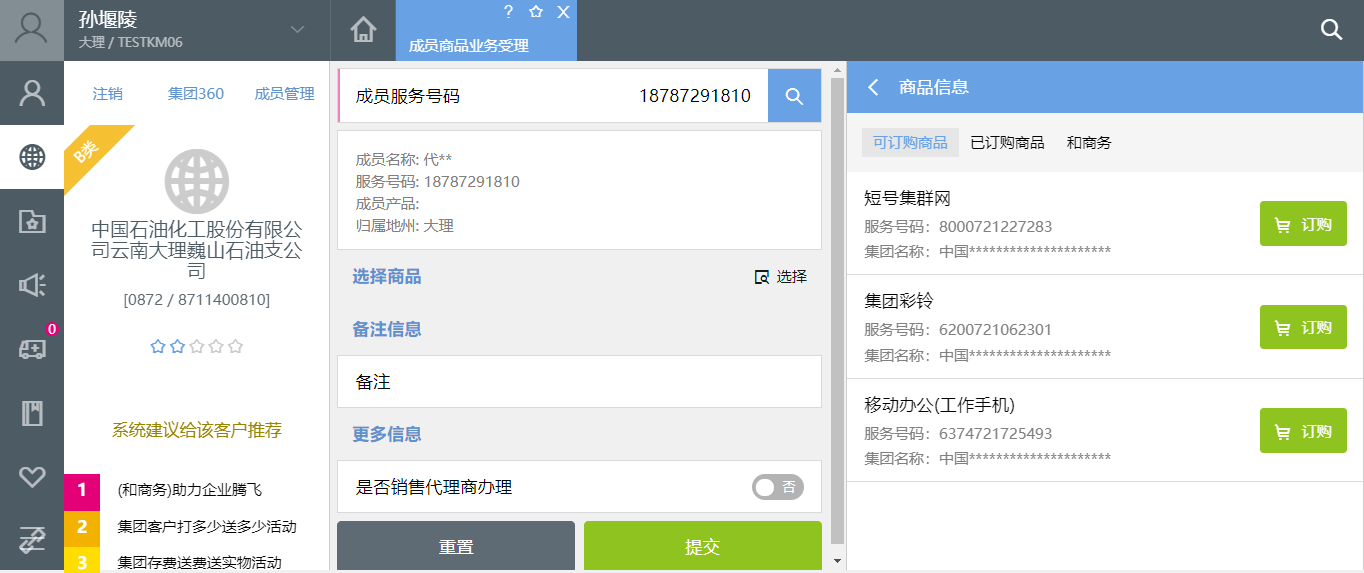 孙堰陵
大理 / TESTKM06
? X
成员商品业务受理
注销 集团360 成员管理
B类
中国石油化工股份有限公
司云南大理巍山石油支公
司
[0872 / 8711400810]
0
系统建议给该客户推荐
1 (和商务)助力企业腾飞
2 集团客户打多少送多少活动
3 集团存费送费送实物活动
成员服务号码 18787291810
成员名称: 代**
服务号码: 18787291810
成员产品:
归属地州: 大理
选择商品 选择
备注信息
备注
更多信息
是否销售代理商办理 否
重置 提交
商品信息
可订购商品 已订购商品 和商务
短号集群网
服务号码: 8000721227283
集团名称: 中国*********************
订购
集团彩铃
服务号码: 6200721062301
集团名称: 中国*********************
订购
移动办公(工作手机)
服务号码: 6374721725493
集团名称: 中国*********************
订购